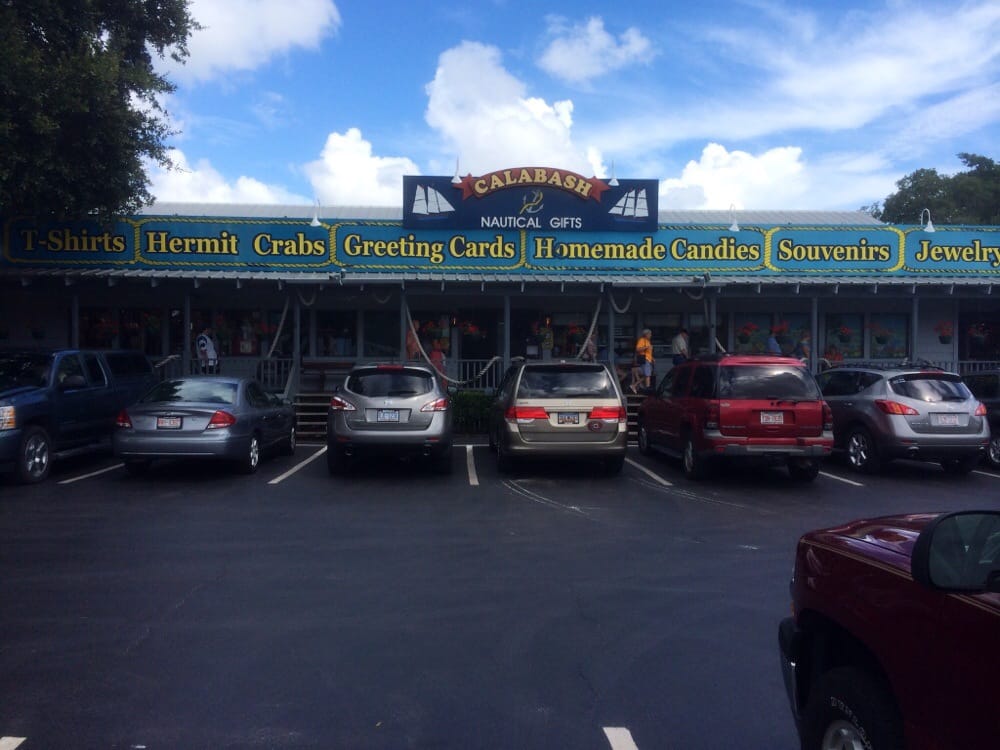 CALABASH
NAUTICAL GIFTS
T-Shirts Hermit Crabs Greeting Cards Homemade Candies Souvenirs Jewelry